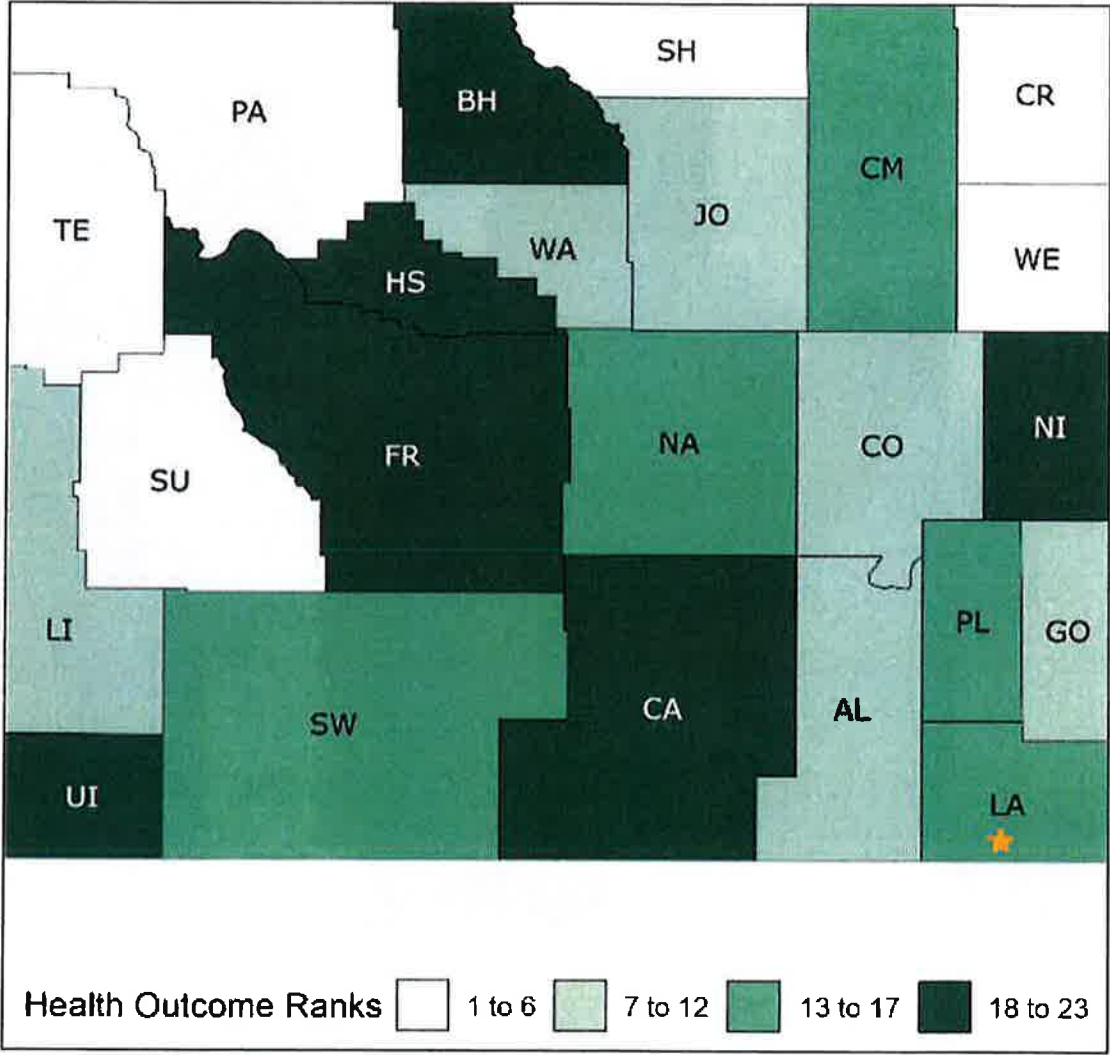 SH
PA
BH
CR
CM
JO
TE
WA
WE
HS
NI
NA
CO
FR
SU
PL
LI
GO
CA
AL
SW
UI
LA
Health Outcome Ranks 1 to 6 7 to 12 13 to 17 18 to 23